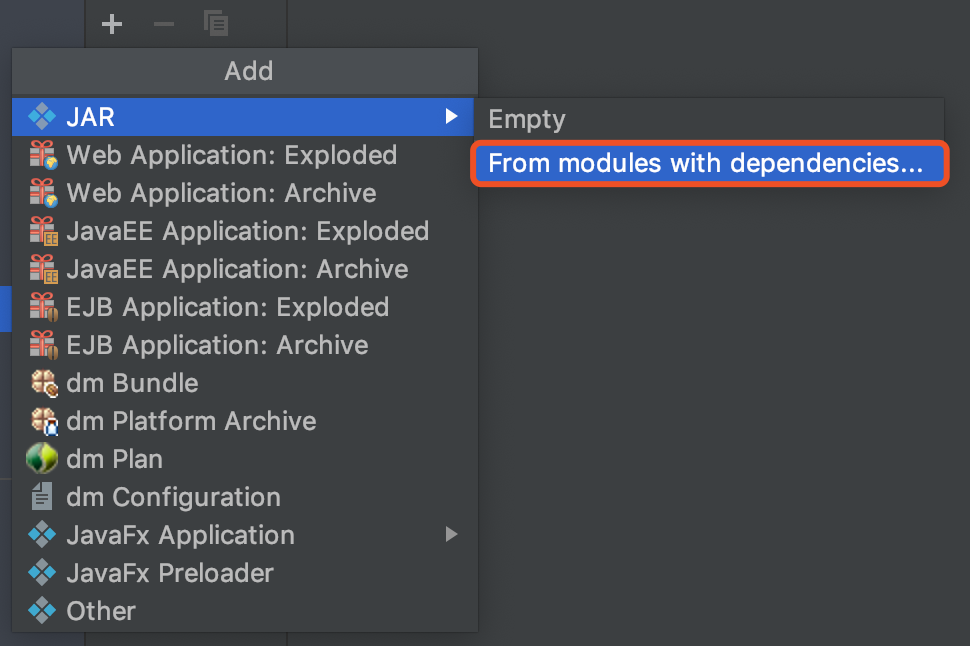 Add
JAR
Empty
From modules with dependencies...
Web Application: Exploded
Web Application: Archive
JavaEE Application: Exploded
JavaEE Application: Archive
EJB Application: Exploded
EJB Application: Archive
dm Bundle
dm Platform Archive
dm Plan
dm Configuration
JavaFx Application
JavaFx Preloader
Other